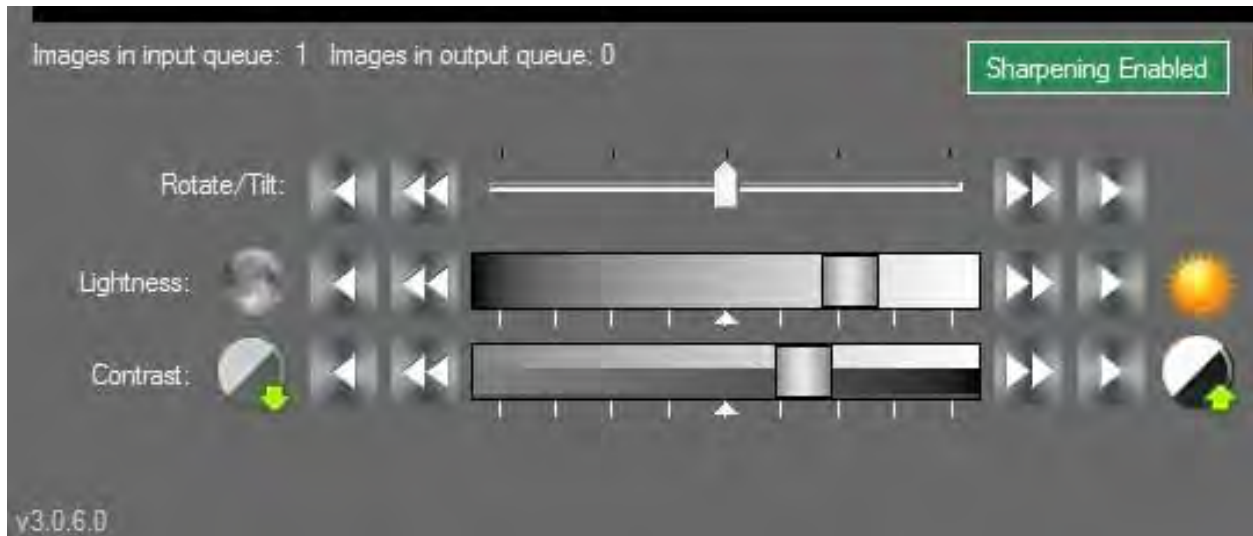 Images in input queue: 1 Images in output queue: 0
Sharpening Enabled
Rotate/Tilt:
Lightness:
Contrast:
v3.0.6.0